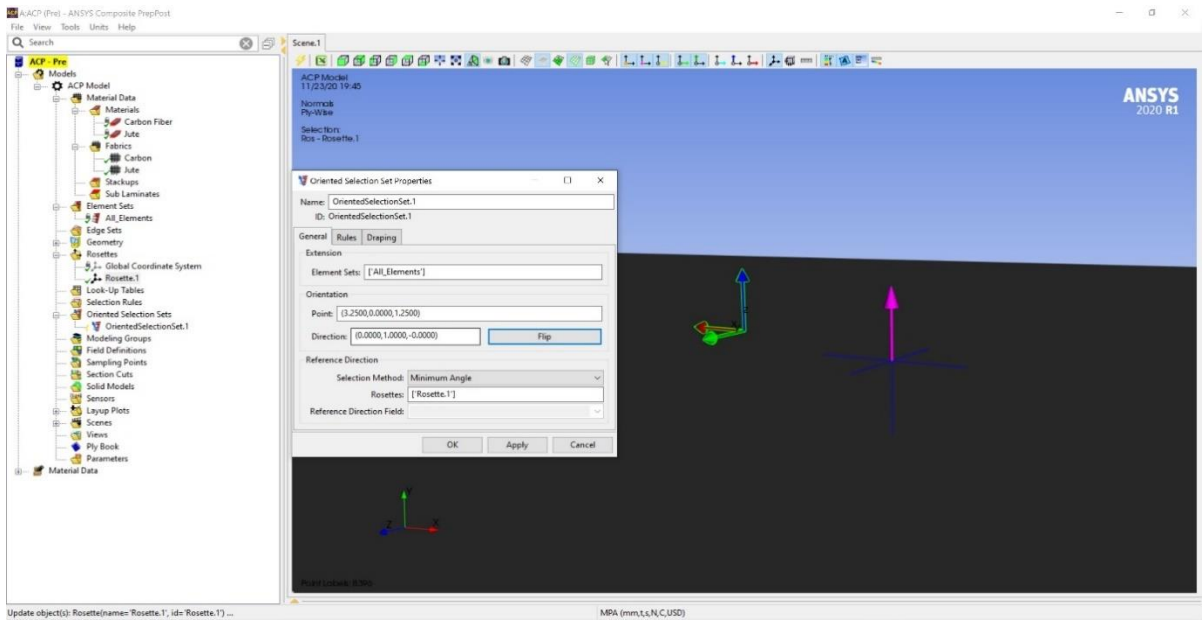 A:ACP (Pre) - ANSYS Composite PrepPost
File View Tools Units Help
Search
ACP - Pre
Models
ACP Model
Material Data
Materials
Carbon Fiber
Jute
Fabrics
Carbon
Jute
Stackups
Sub Laminates
Element Sets
All_Elements
Edge Sets
Geometry
Rosettes
Global Coordinate System
Rosette.1
Look-Up Tables
Selection Rules
Oriented Selection Sets
OrientedSelectionSet.1
Modeling Groups
Field Definitions
Sampling Points
Section Cuts
Solid Models
Sensors
Layup Plots
Scenes
Views
Ply Book
Parameters
Material Data
Scene.1
ACP Model
11/23/20 19:45
Normals
Ply-Wise
Selection:
Ros - Rosette.1
ANSYS
2020 R1
Oriented Selection Set Properties
Name: OrientedSelectionSet.1
ID: OrientedSelectionSet.1
General Rules Draping
Extension
Element Sets: ['All_Elements']
Orientation
Point: (3.2500,0.0000,1.2500)
Direction: (0.0000,1.0000,-0.0000) Flip
Reference Direction
Selection Method: Minimum Angle
Rosettes: ['Rosette.1']
Reference Direction Field:
OK Apply Cancel
Y
Z X
Update object(s): Rosette(name='Rosette.1', id='Rosette.1') ...
MPA (mm,t,s,N,C,USD)